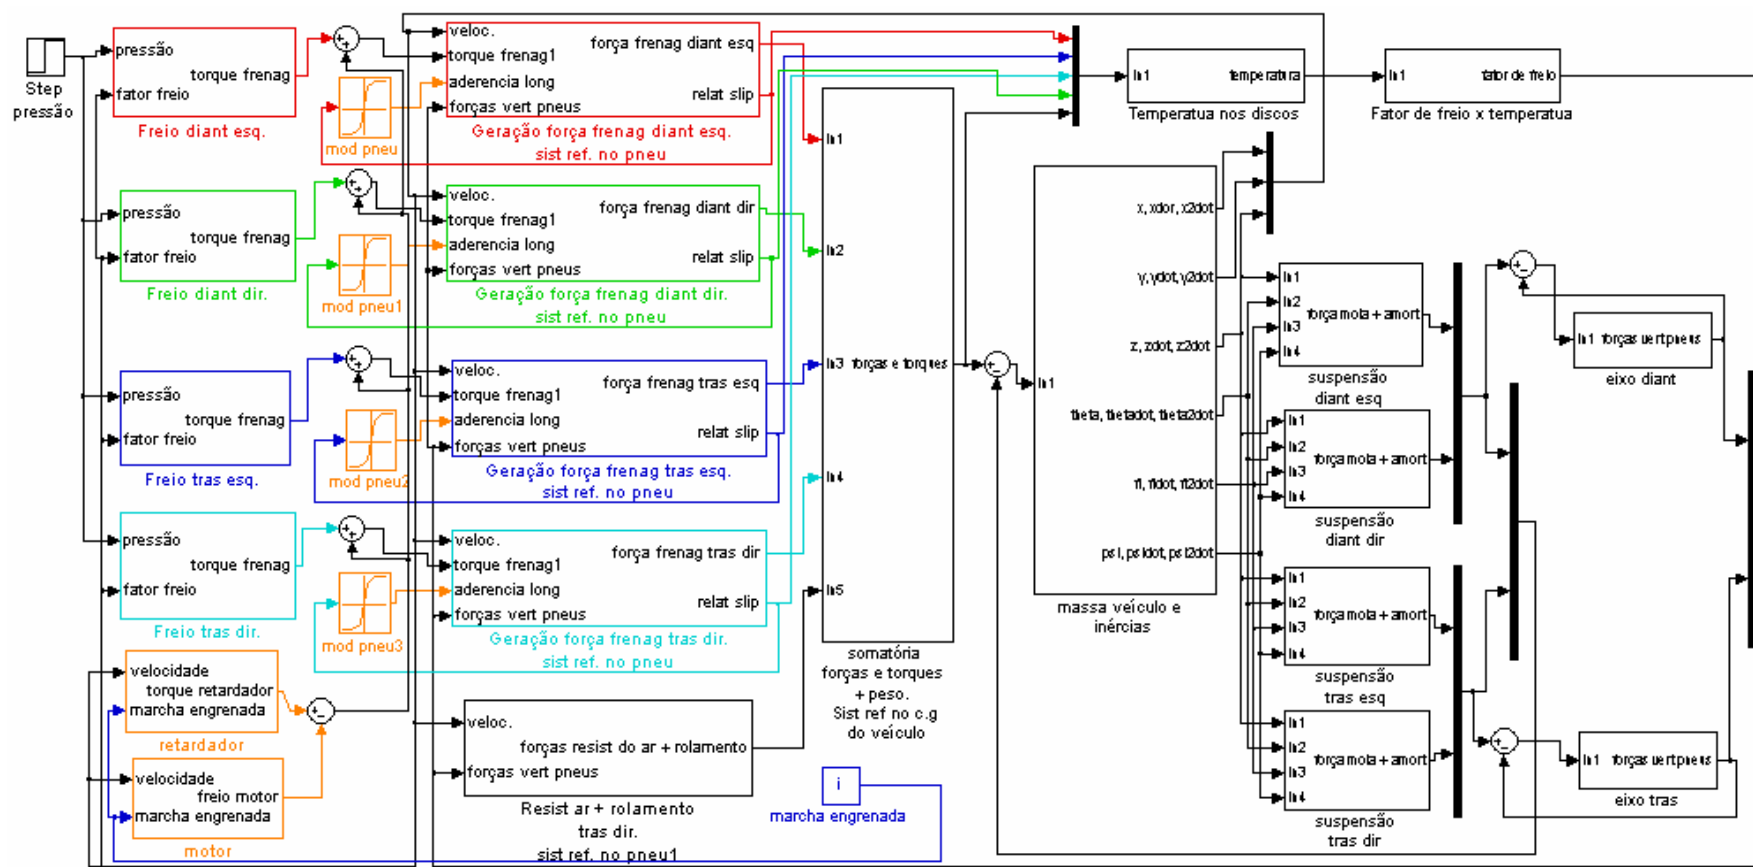 Step
pressão
pressão
torque frenag
fator freio
Freio diant esq.
mod pneu
veloc.
força frenag diant esq
torque frenag1
aderencia long
relat slip
forças vert pneus
Geração força frenag diant esq.
sist ref. no pneu
In1
temperatura
Temperatua nos discos
In1
fator de freio
Fator de freio x temperatua
pressão
torque frenag
fator freio
Freio diant dir.
mod pneu1
veloc.
força frenag diant dir
torque frenag1
aderencia long
relat slip
forças vert pneus
Geração força frenag diant dir.
sist ref. no pneu
pressão
torque frenag
fator freio
Freio tras esq.
mod pneu2
veloc.
força frenag tras esq
torque frenag1
aderencia long
relat slip
forças vert pneus
Geração força frenag tras esq.
sist ref. no pneu
pressão
torque frenag
fator freio
Freio tras dir.
mod pneu3
veloc.
força frenag tras dir
torque frenag1
aderencia long
relat slip
forças vert pneus
Geração força frenag tras dir.
sist ref. no pneu
In1
In2
In3
forças e torques
In4
In5
somatória
forças e torques
+ peso.
Sist ref no c.g
do veículo
In1
x, xdor, x2dot
y, ydot, y2dot
z, zdot, z2dot
theta, thetadot, theta2dot
fi, fidot, fi2dot
psi, psidot, psi2dot
massa veículo e
inércias
In1
In2
In3
In4
força mola + amort
suspensão
diant esq
In1
In2
In3
In4
força mola + amort
suspensão
diant dir
In1
In2
In3
In4
força mola + amort
suspensão
tras esq
In1
In2
In3
In4
força mola + amort
suspensão
tras dir
In1
forças vert pneus
eixo diant
In1
forças vert pneus
eixo tras
velocidade
torque retardador
marcha engrenada
retardador
velocidade
freio motor
marcha engrenada
motor
veloc.
forças resist do ar + rolamento
forças vert pneus
Resist ar + rolamento
tras dir.
sist ref. no pneu1
i
marcha engrenada